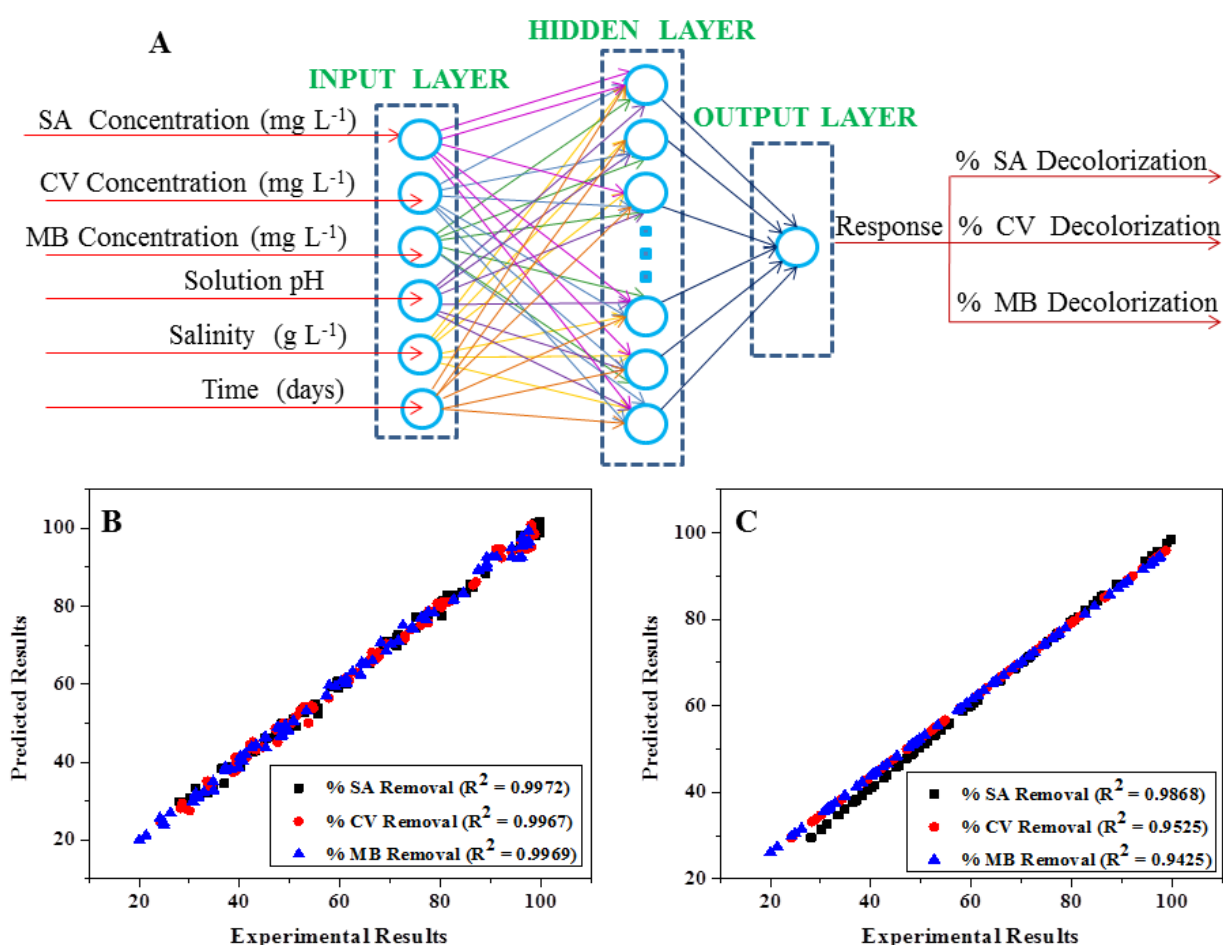 A
INPUT LAYER
HIDDEN LAYER
OUTPUT LAYER
SA Concentration (mg L-1)
CV Concentration (mg L-1)
MB Concentration (mg L-1)
Solution pH
Salinity (g L-1)
Time (days)
Response
% SA Decolorization
% CV Decolorization
% MB Decolorization
B
Predicted Results
100
80
60
40
20
% SA Removal (R2 = 0.9972)
% CV Removal (R2 = 0.9967)
% MB Removal (R2 = 0.9969)
20 40 60 80 100
Experimental Results
C
Predicted Results
100
80
60
40
20
% SA Removal (R2 = 0.9868)
% CV Removal (R2 = 0.9525)
% MB Removal (R2 = 0.9425)
20 40 60 80 100
Experimental Results